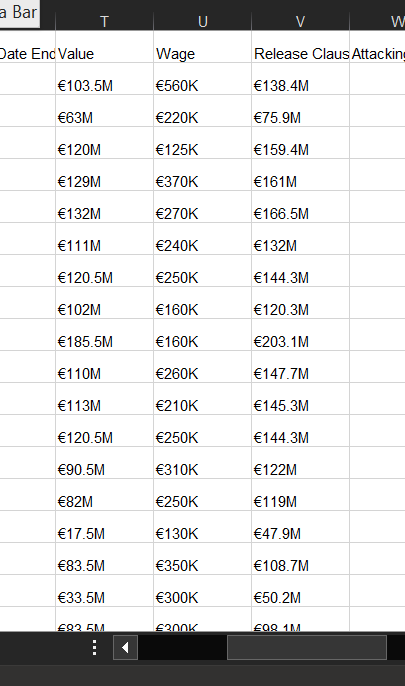 a Bar
T U V W
Date End Value Wage Release Claus Attacking
€103.5M €560K €138.4M
€63M €220K €75.9M
€120M €125K €159.4M
€129M €370K €161M
€132M €270K €166.5M
€111M €240K €132M
€120.5M €250K €144.3M
€102M €160K €120.3M
€185.5M €160K €203.1M
€110M €260K €147.7M
€113M €210K €145.3M
€120.5M €250K €144.3M
€90.5M €310K €122M
€82M €250K €119M
€17.5M €130K €47.9M
€83.5M €350K €108.7M
€33.5M €300K €50.2M
€83.5M €300K €98.1M